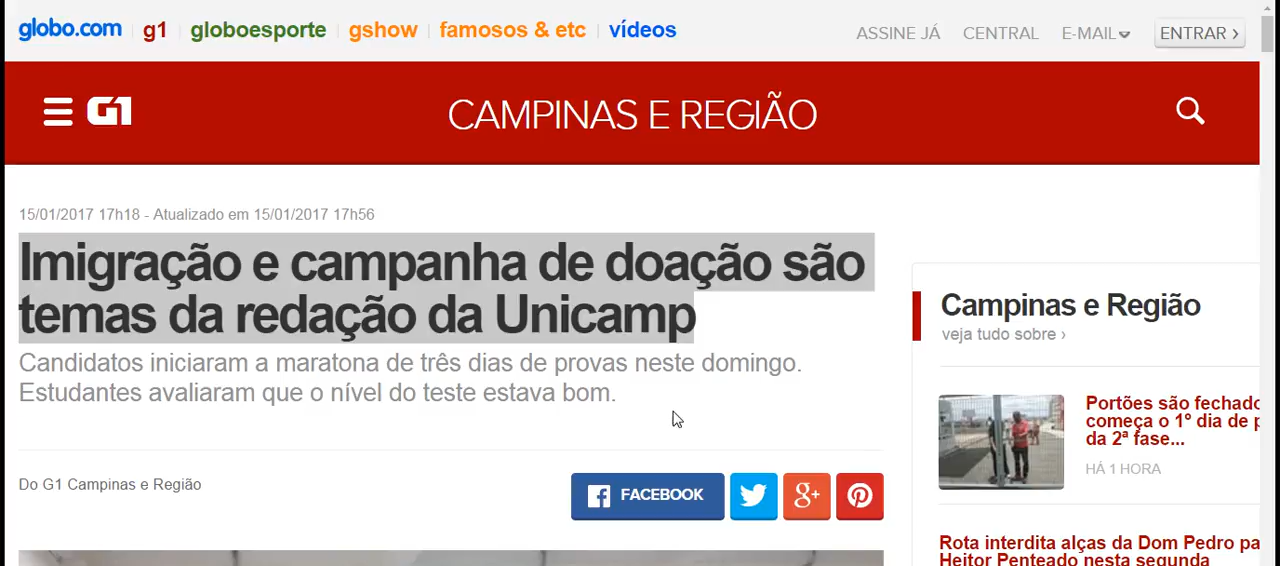 globo.com g1 globoesporte gshow famosos & etc vídeos ASSINE JÁ CENTRAL E-MAIL ENTRAR ›
G1 CAMPINAS E REGIÃO
15/01/2017 17h18 - Atualizado em 15/01/2017 17h56
Imigração e campanha de doação são
temas da redação da Unicamp
Candidatos iniciaram a maratona de três dias de provas neste domingo.
Estudantes avaliaram que o nível do teste estava bom.
Do G1 Campinas e Região
FACEBOOK g+
Campinas e Região
veja tudo sobre ›
Portões são fechado
começa o 1º dia de p
da 2ª fase...
HÁ 1 HORA
Rota interdita alças da Dom Pedro pa
Heitor Penteado nesta segunda